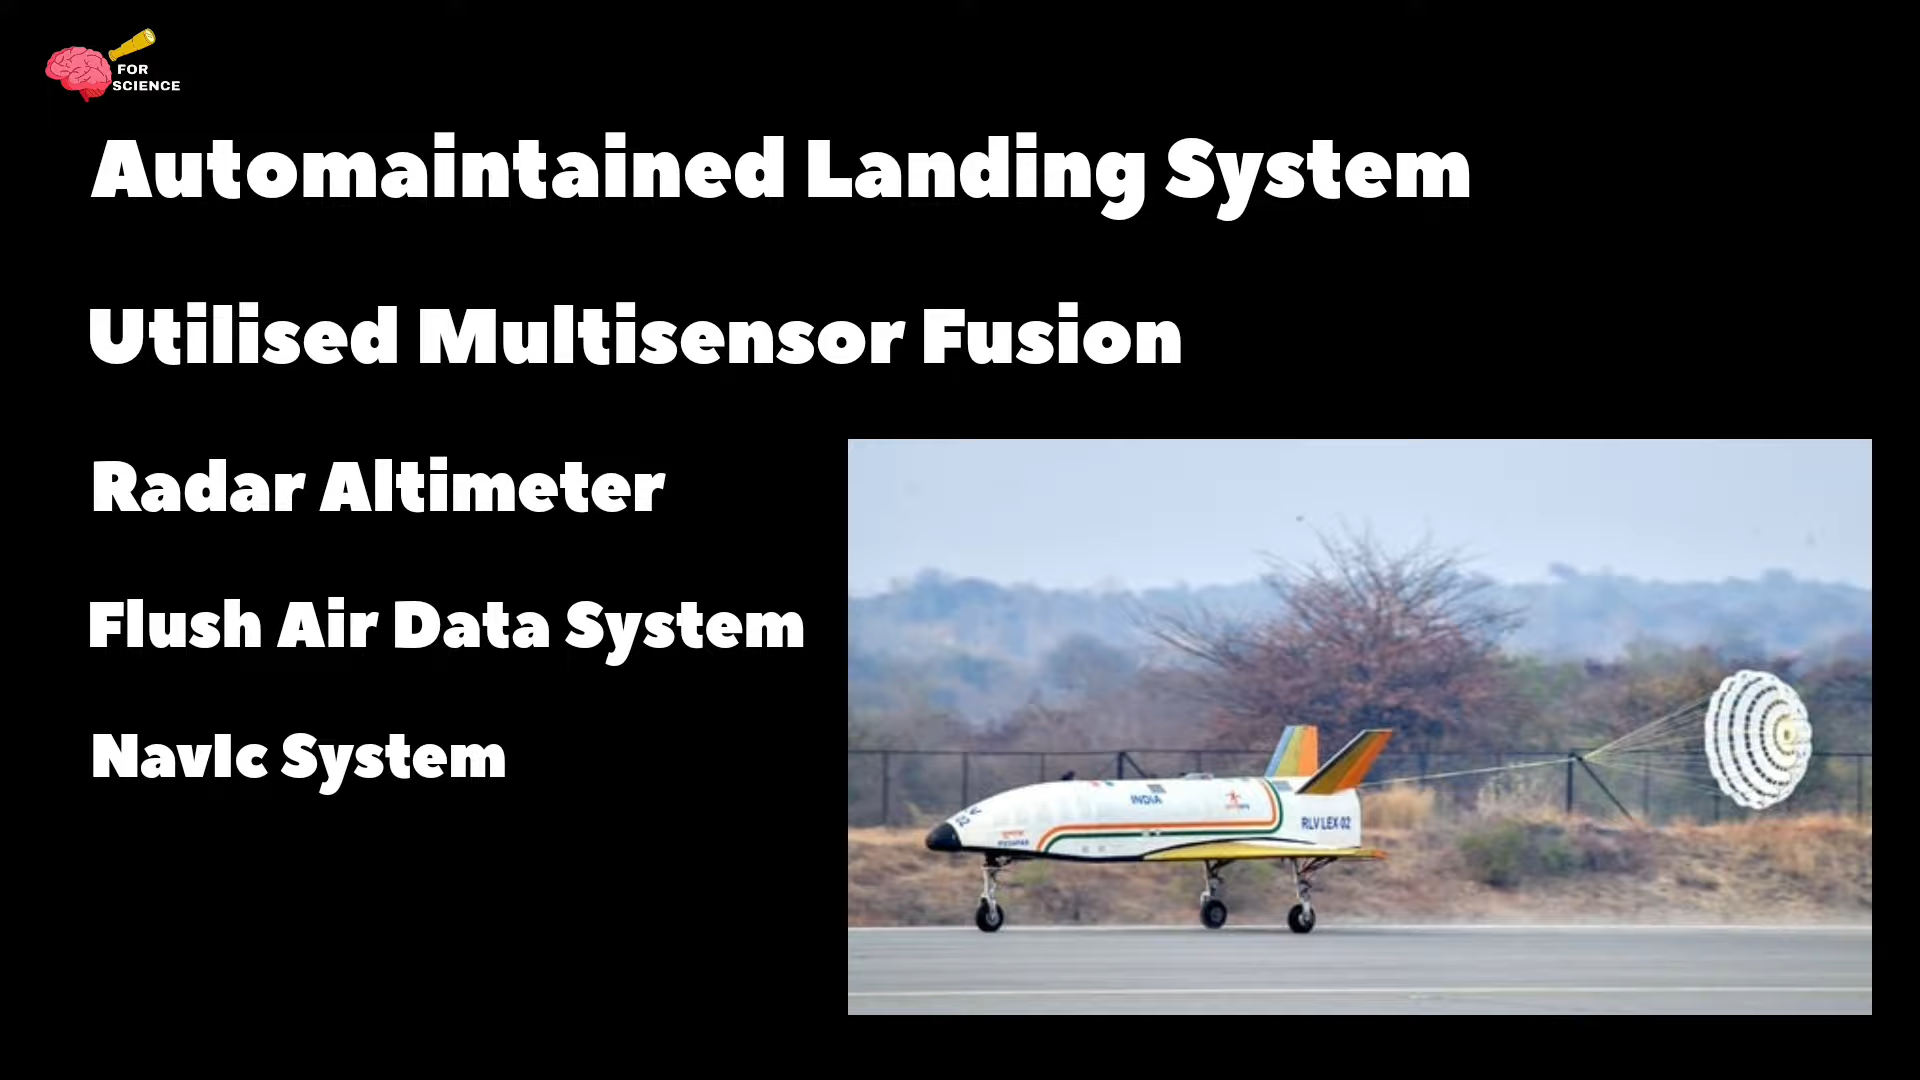 FOR
SCIENCE
Automaintained Landing System
Utilised Multisensor Fusion
Radar Altimeter
Flush Air Data System
NavIc System
INDIA
RLV LEX 02